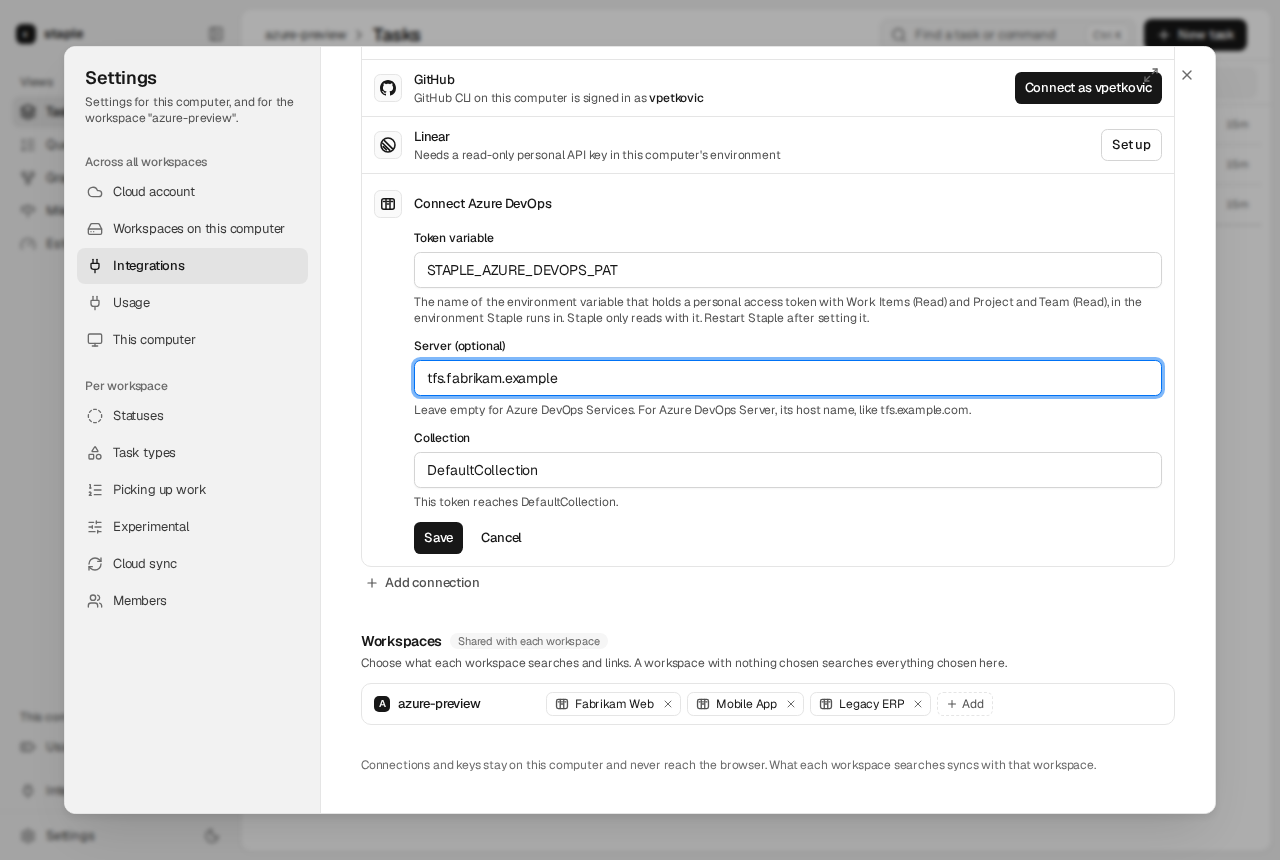 staple
azure-preview > Tasks
Find a task or command
Ctrl K
New task
Views
Settings
Settings for this computer, and for the
workspace "azure-preview".
Across all workspaces
Cloud account
Workspaces on this computer
Integrations
Usage
This computer
Per workspace
Statuses
Task types
Picking up work
Experimental
Cloud sync
Members
GitHub
GitHub CLI on this computer is signed in as vpetkovic
Connect as vpetkovic
Linear
Needs a read-only personal API key in this computer's environment
Set up
Connect Azure DevOps
Token variable
STAPLE_AZURE_DEVOPS_PAT
The name of the environment variable that holds a personal access token with Work Items (Read) and Project and Team (Read), in the
environment Staple runs in. Staple only reads with it. Restart Staple after setting it.
Server (optional)
tfs.fabrikam.example
Leave empty for Azure DevOps Services. For Azure DevOps Server, its host name, like tfs.example.com.
Collection
DefaultCollection
This token reaches DefaultCollection.
Save
Cancel
Add connection
Workspaces
Shared with each workspace
Choose what each workspace searches and links. A workspace with nothing chosen searches everything chosen here.
A azure-preview
Fabrikam Web
Mobile App
Legacy ERP
Add
Connections and keys stay on this computer and never reach the browser. What each workspace searches syncs with that workspace.
Settings